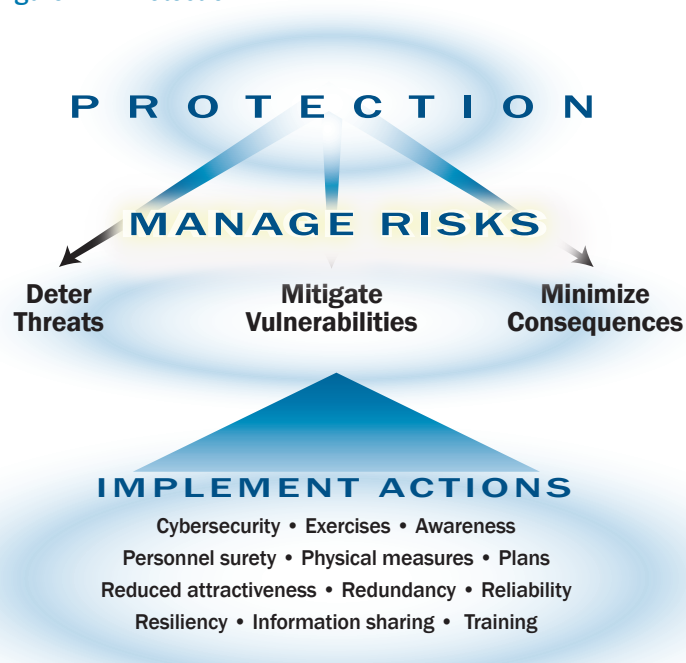 PROTECTION
MANAGE RISKS
Deter Threats
Mitigate Vulnerabilities
Minimize Consequences
IMPLEMENT ACTIONS
Cybersecurity • Exercises • Awareness
Personnel surety • Physical measures • Plans
Reduced attractiveness • Redundancy • Reliability
Resiliency • Information sharing • Training